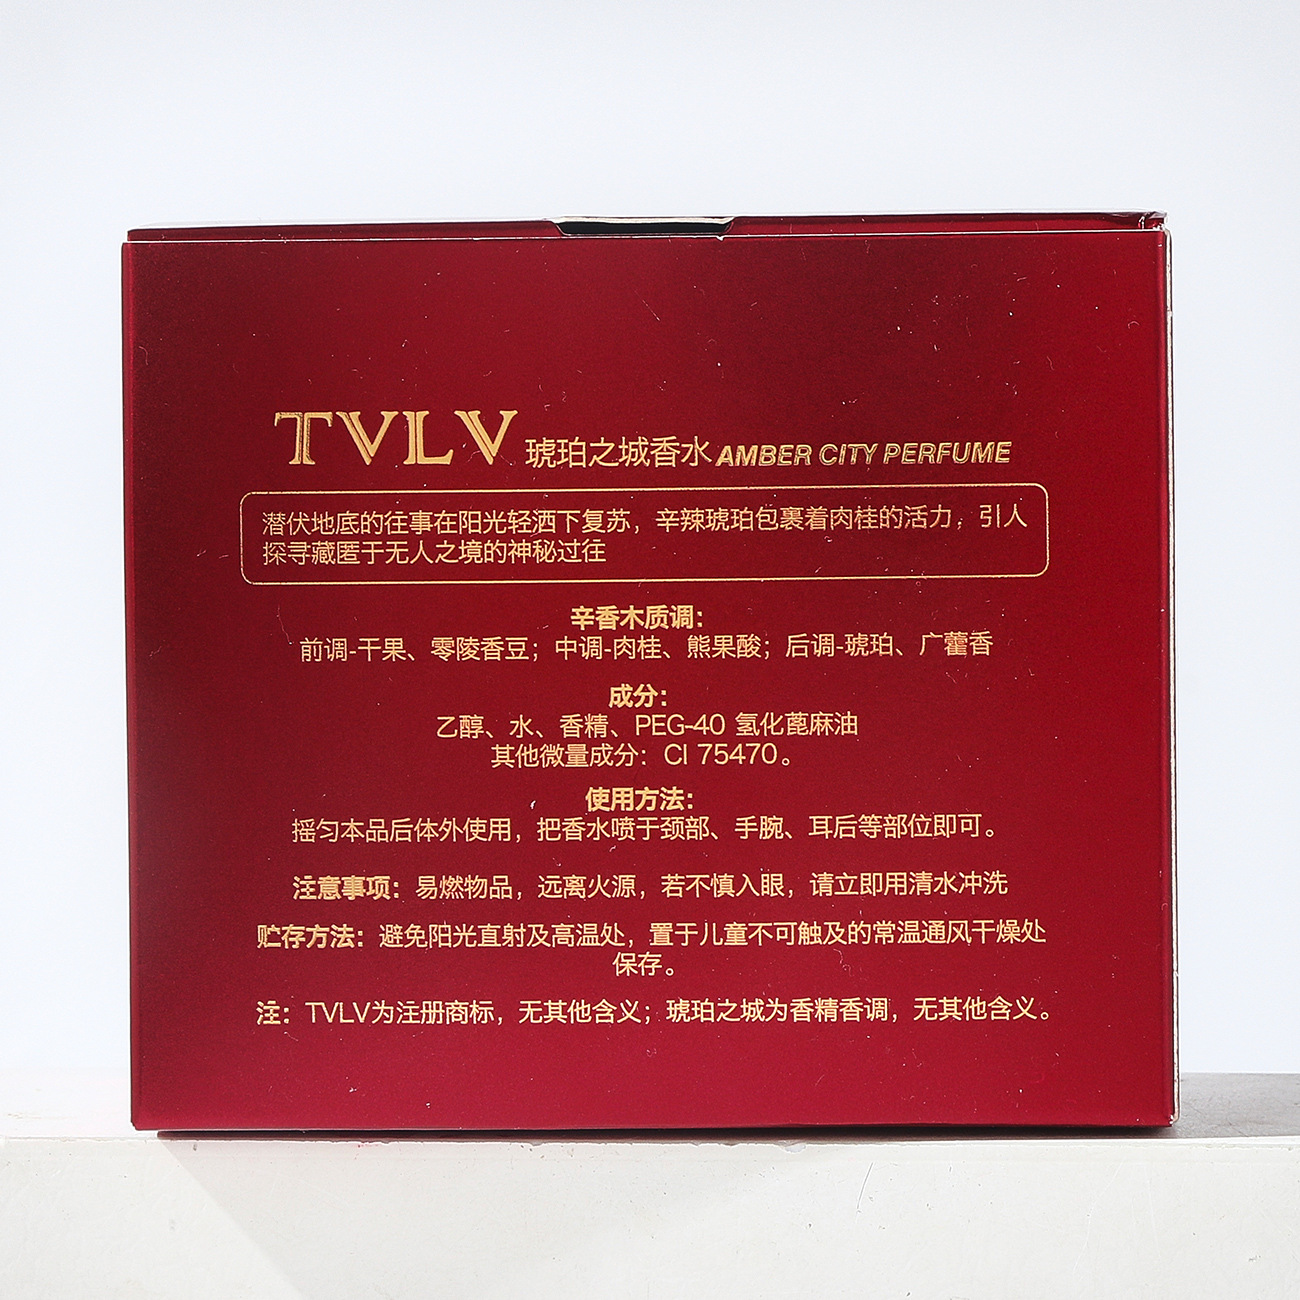 TVLV 琥珀之城香水 AMBER CITY PERFUME
潜伏地底的往事在阳光轻洒下复苏，辛辣琥珀包裹着肉桂的活力，引人
探寻藏匿于无人之境的神秘过往
辛香木质调：
前调-干果、零陵香豆；中调-肉桂、熊果酸；后调-琥珀、广藿香
成分：
乙醇、水、香精、PEG-40 氢化蓖麻油
其他微量成分：CI 75470。
使用方法：
摇匀本品后体外使用，把香水喷于颈部、手腕、耳后等部位即可。
注意事项：易燃物品，远离火源，若不慎入眼，请立即用清水冲洗
贮存方法：避免阳光直射及高温处，置于儿童不可触及的常温通风干燥处
保存。
注：TVLV为注册商标，无其他含义；琥珀之城为香精香调，无其他含义。